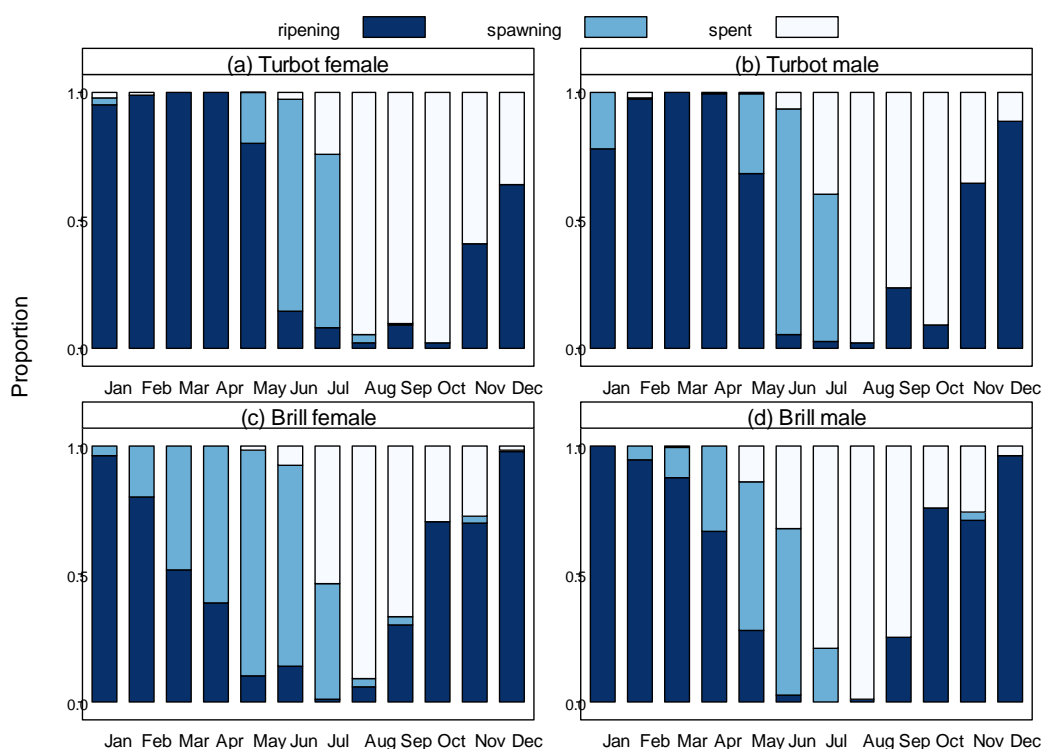 ripening spawning spent
(a) Turbot female (b) Turbot male
1.0 1.0
0.5 0.5
0.0 0.0
Proportion
Jan Feb Mar Apr May Jun Jul Aug Sep Oct Nov Dec Jan Feb Mar Apr May Jun Jul Aug Sep Oct Nov Dec
(c) Brill female (d) Brill male
1.0 1.0
0.5 0.5
0.0 0.0
Jan Feb Mar Apr May Jun Jul Aug Sep Oct Nov Dec Jan Feb Mar Apr May Jun Jul Aug Sep Oct Nov Dec